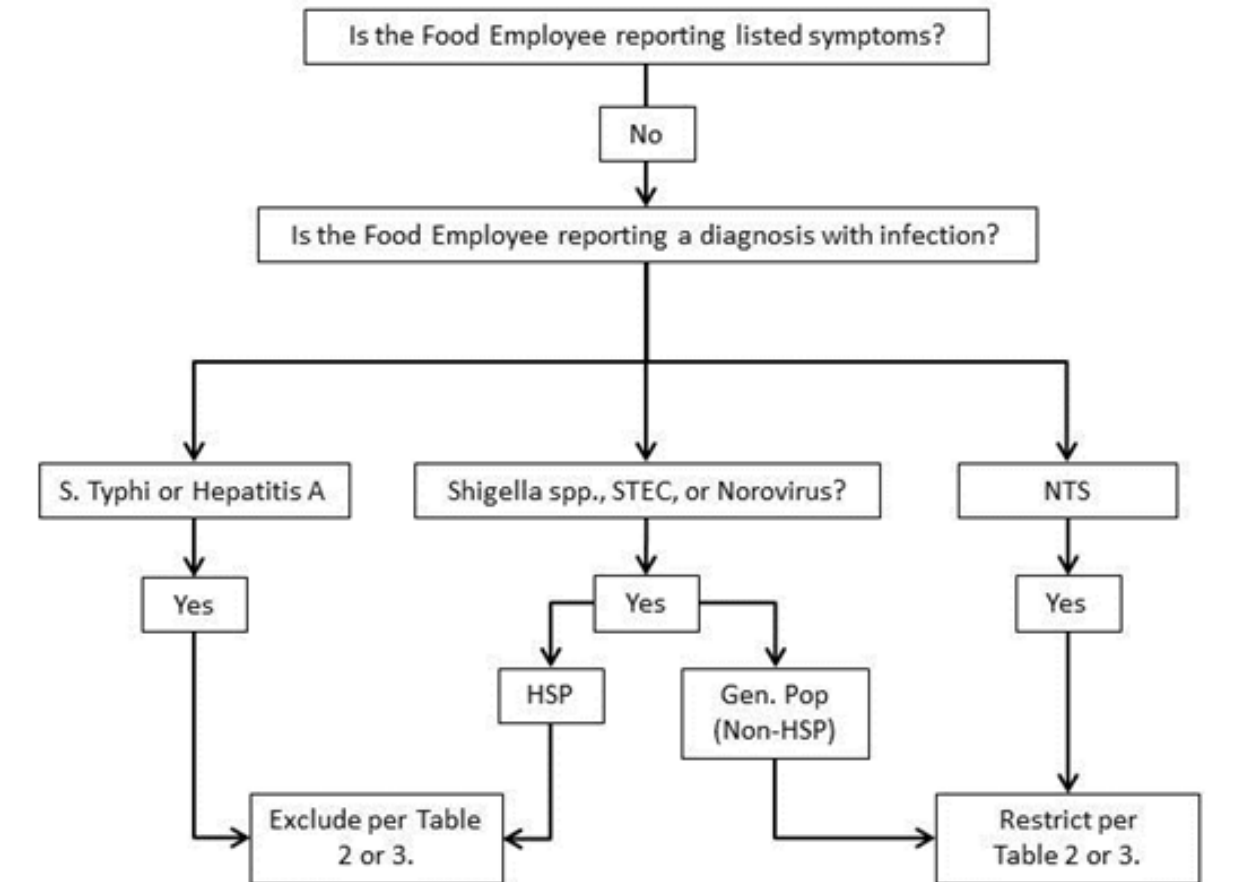 Is the Food Employee reporting listed symptoms?
No
Is the Food Employee reporting a diagnosis with infection?
S. Typhi or Hepatitis A
Shigella spp., STEC, or Norovirus?
NTS
Yes
Yes
Yes
HSP
Gen. Pop
(Non-HSP)
Exclude per Table
2 or 3.
Restrict per
Table 2 or 3.